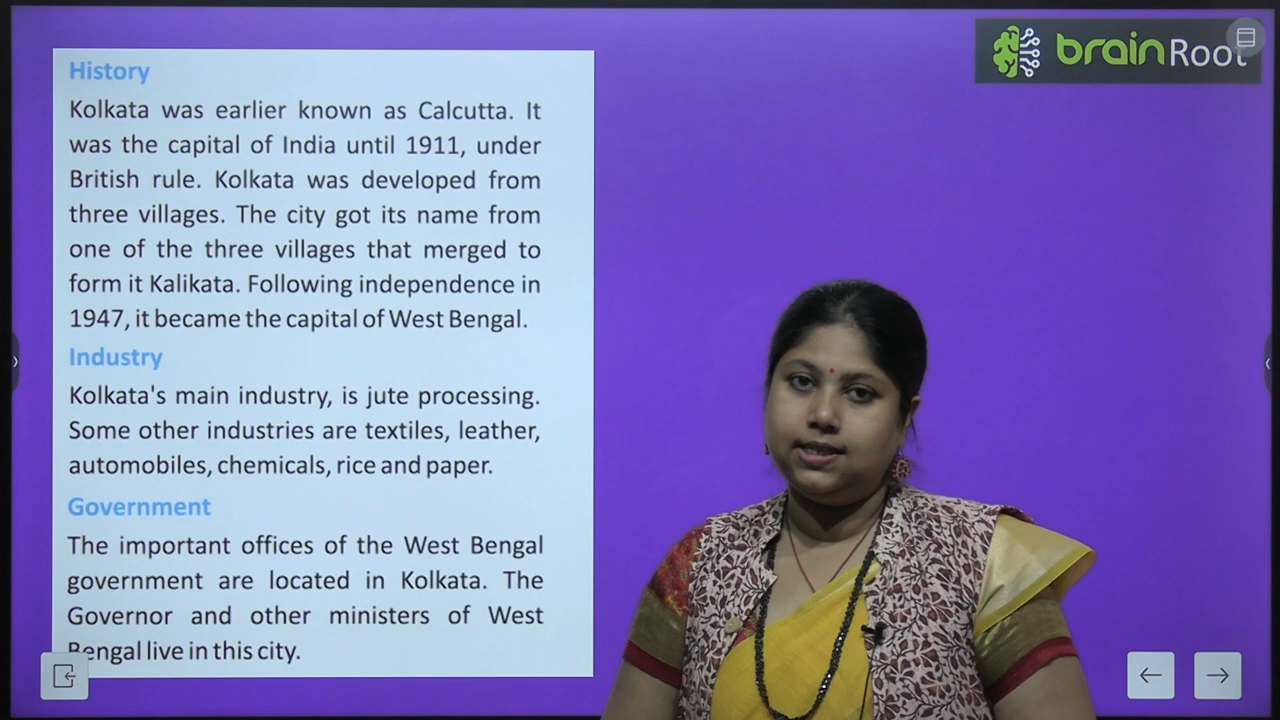 brainRoot
History
Kolkata was earlier known as Calcutta. It
was the capital of India until 1911, under
British rule. Kolkata was developed from
three villages. The city got its name from
one of the three villages that merged to
form it Kalikata. Following independence in
1947, it became the capital of West Bengal.
Industry
Kolkata's main industry, is jute processing.
Some other industries are textiles, leather,
automobiles, chemicals, rice and paper.
Government
The important offices of the West Bengal
government are located in Kolkata. The
Governor and other ministers of West
Bengal live in this city.